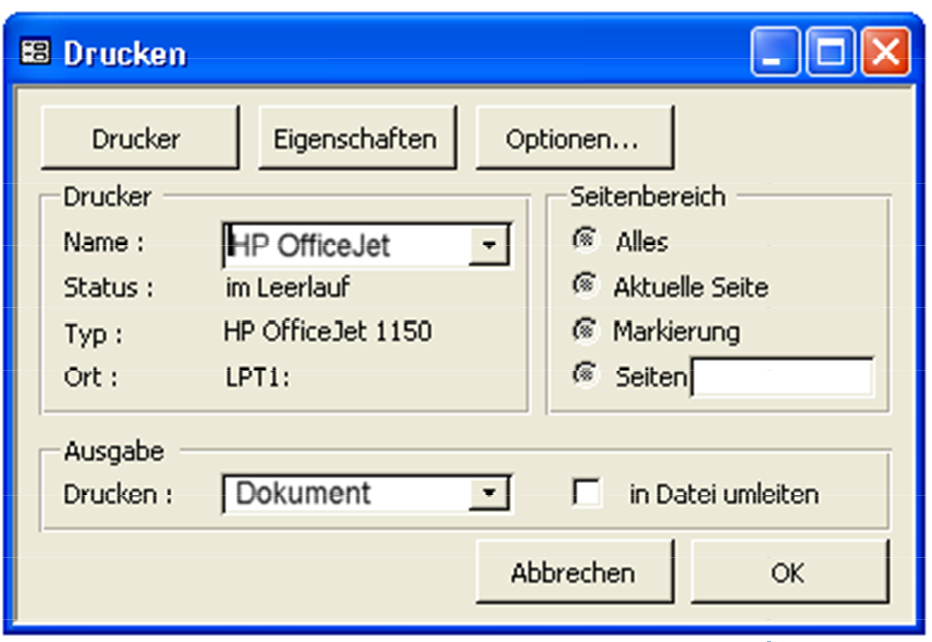 Drucken
Drucker Eigenschaften Optionen...
Drucker
Name : HP OfficeJet
Status : im Leerlauf
Typ : HP OfficeJet 1150
Ort : LPT1:
Seitenbereich
Alles
Aktuelle Seite
Markierung
Seiten
Ausgabe
Drucken : Dokument
in Datei umleiten
Abbrechen OK